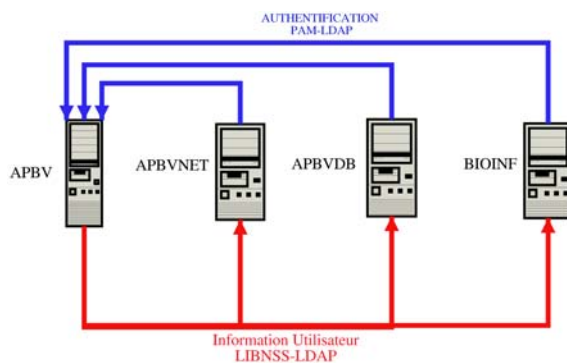 AUTHENTIFICATION
PAM-LDAP
APBV
APBVNET
APBVDB
BIOINF
Information Utilisateur
LIBNSS-LDAP